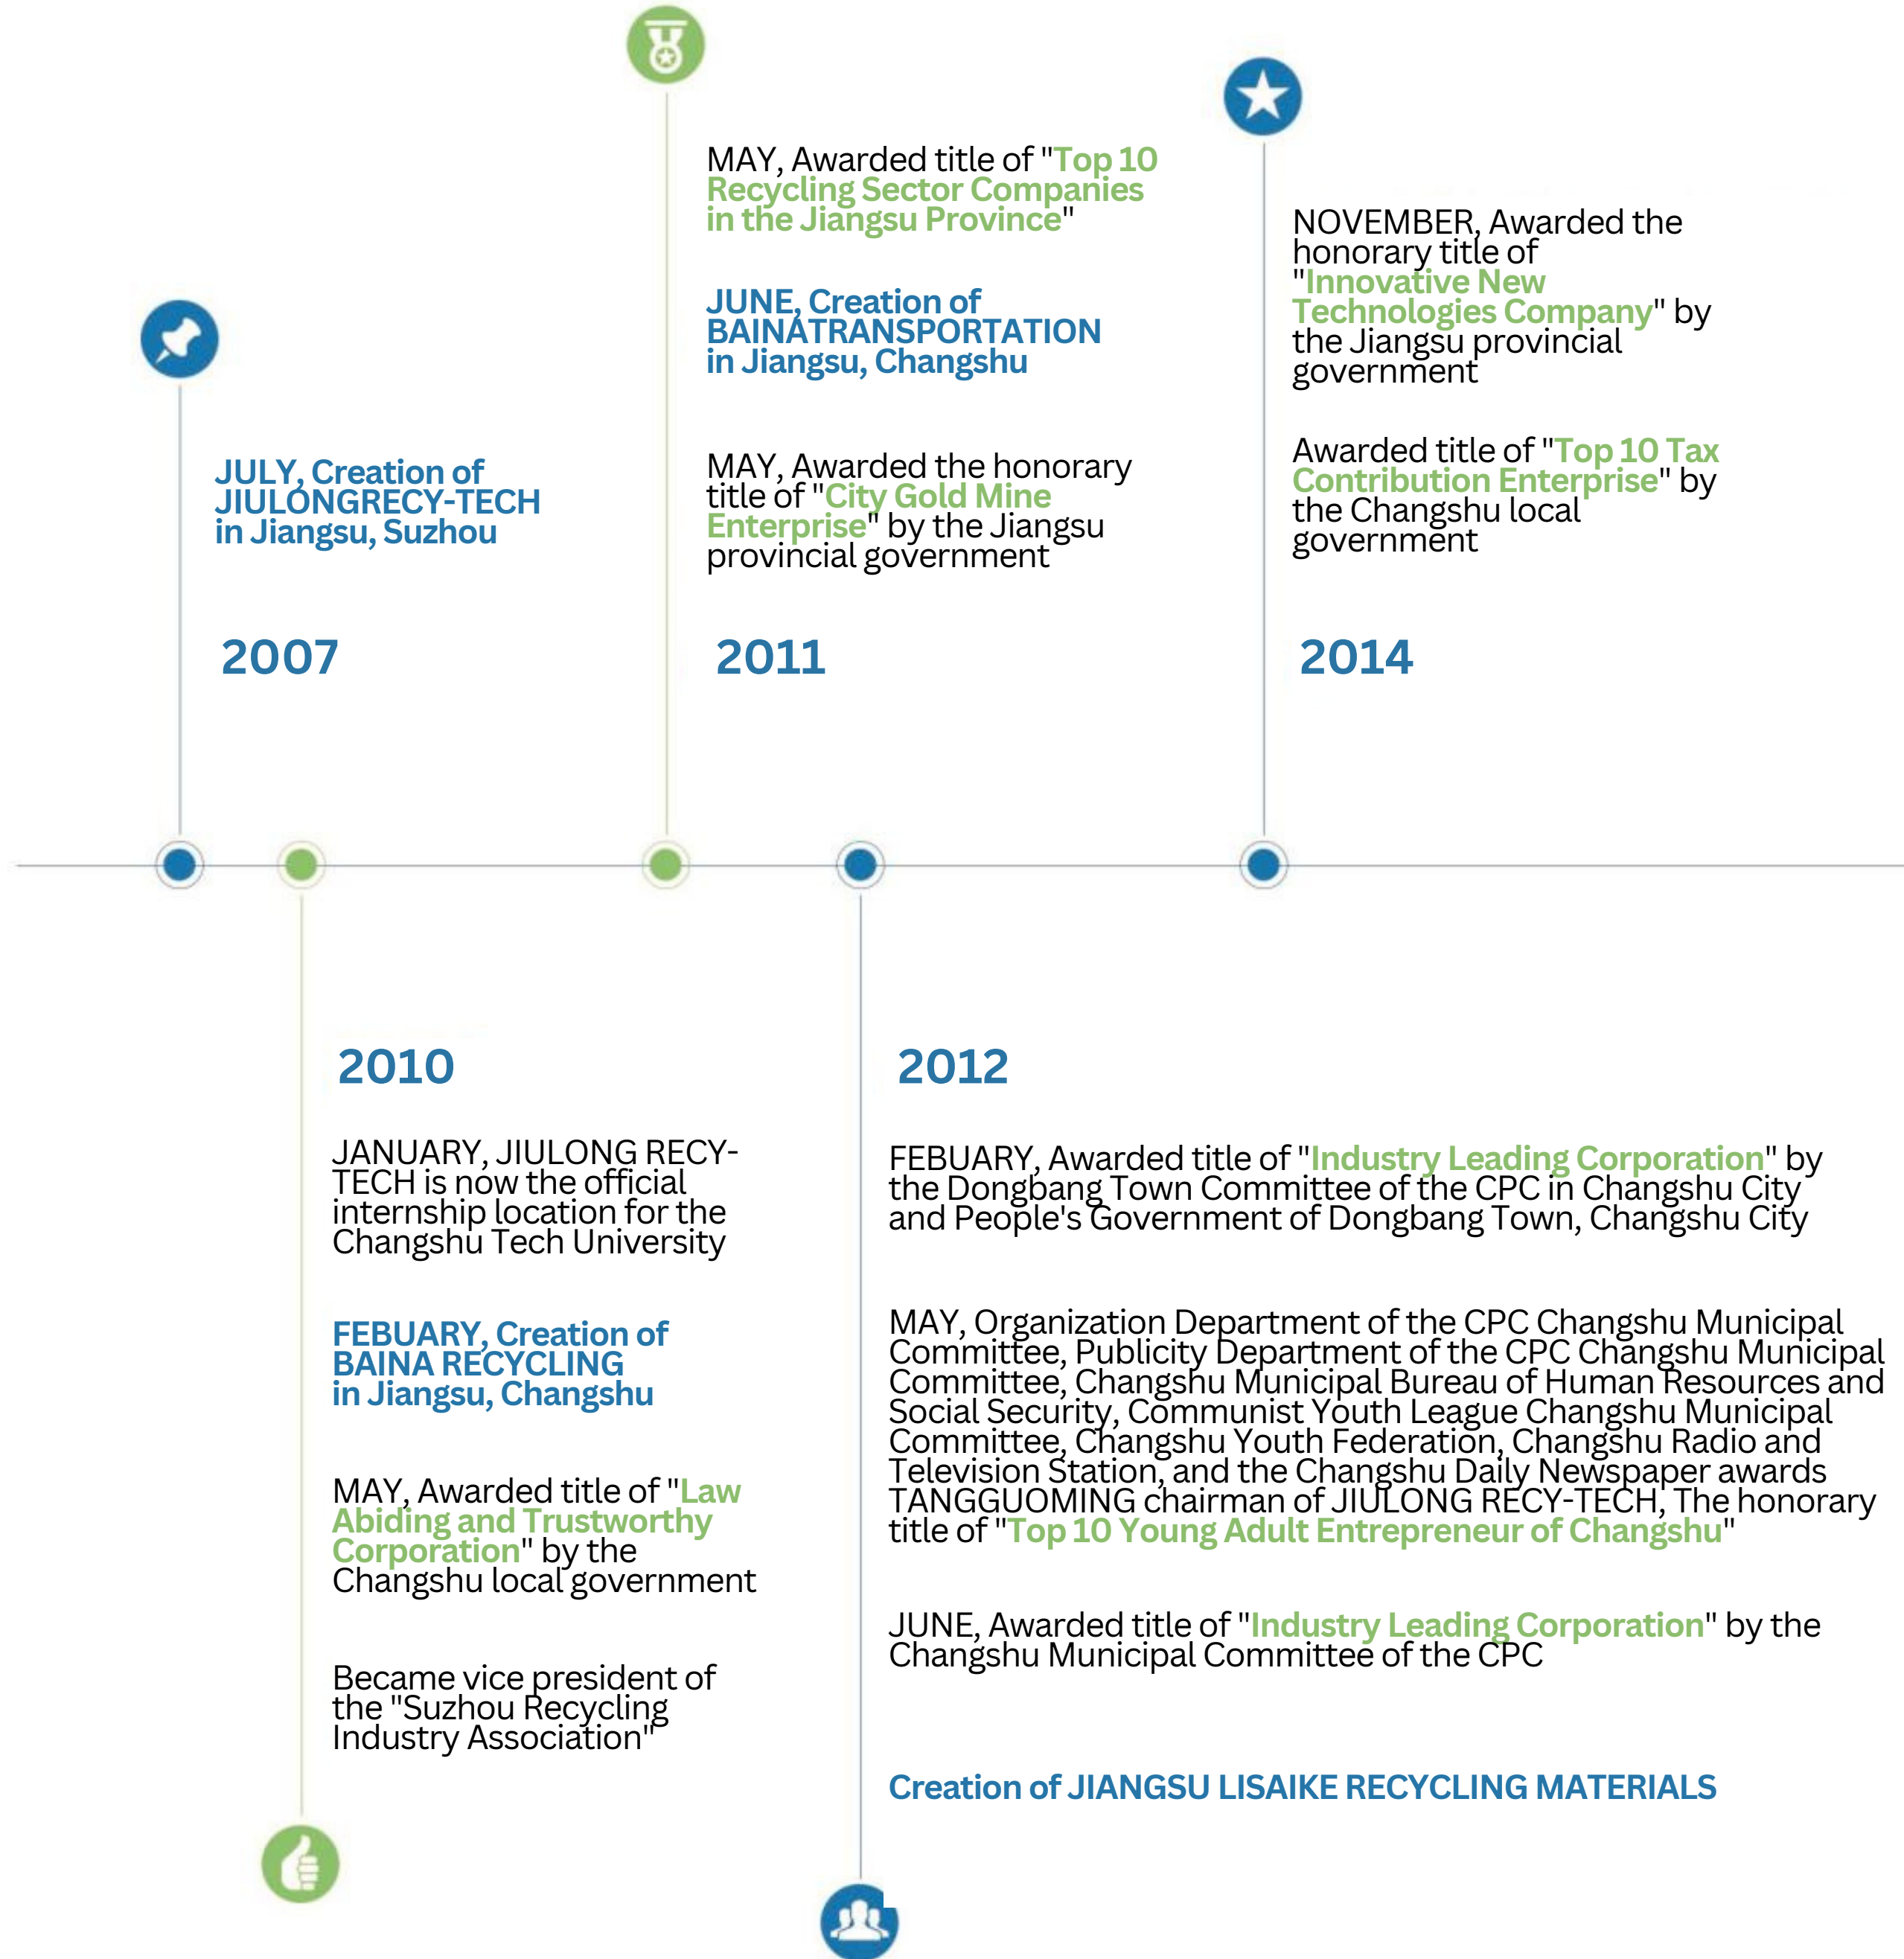 MAY, Awarded title of "Top 10
Recycling Sector Companies
in the Jiangsu Province"
JUNE, Creation of
BAINATRANSPORTATION
in Jiangsu, Changshu
MAY, Awarded the honorary
title of "City Gold Mine
Enterprise" by the Jiangsu
provincial government
2011
NOVEMBER, Awarded the
honorary title of
"Innovative New
Technologies Company" by
the Jiangsu provincial
government
Awarded title of "Top 10 Tax
Contribution Enterprise" by
the Changshu local
government
2014
JULY, Creation of
JIULONGRECY-TECH
in Jiangsu, Suzhou
2007
2010
JANUARY, JIULONG RECY-
TECH is now the official
internship location for the
Changshu Tech University
FEBUARY, Creation of
BAINA RECYCLING
in Jiangsu, Changshu
MAY, Awarded title of "Law
Abiding and Trustworthy
Corporation" by the
Changshu local government
Became vice president of
the "Suzhou Recycling
Industry Association"
2012
FEBUARY, Awarded title of "Industry Leading Corporation" by
the Dongbang Town Committee of the CPC in Changshu City
and People's Government of Dongbang Town, Changshu City
MAY, Organization Department of the CPC Changshu Municipal
Committee, Publicity Department of the CPC Changshu Municipal
Committee, Changshu Municipal Bureau of Human Resources and
Social Security, Communist Youth League Changshu Municipal
Committee, Changshu Youth Federation, Changshu Radio and
Television Station, and the Changshu Daily Newspaper awards
TANGGUOMING chairman of JIULONG RECY-TECH, The honorary
title of "Top 10 Young Adult Entrepreneur of Changshu"
JUNE, Awarded title of "Industry Leading Corporation" by the
Changshu Municipal Committee of the CPC
Creation of JIANGSU LISAIKE RECYCLING MATERIALS